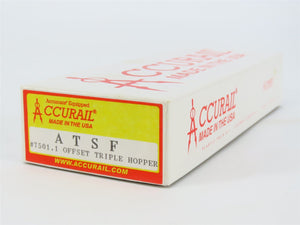 Accumate® Equipped
ACCURAIL®
MADE IN THE USA
ATSF
#7501.1 OFFSET TRIPLE HOPPER
WWW.ACCURAIL.COM
ACCURAIL®
MADE IN THE USA